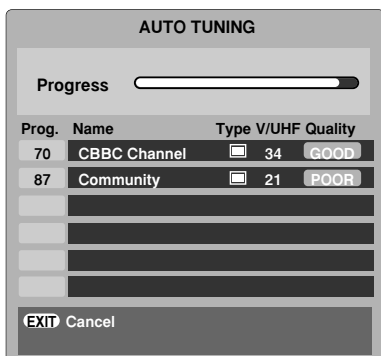 AUTO TUNING
Progress
Prog. Name Type V/UHF Quality
70 CBBC Channel 34 GOOD
87 Community 21 POOR
EXIT Cancel